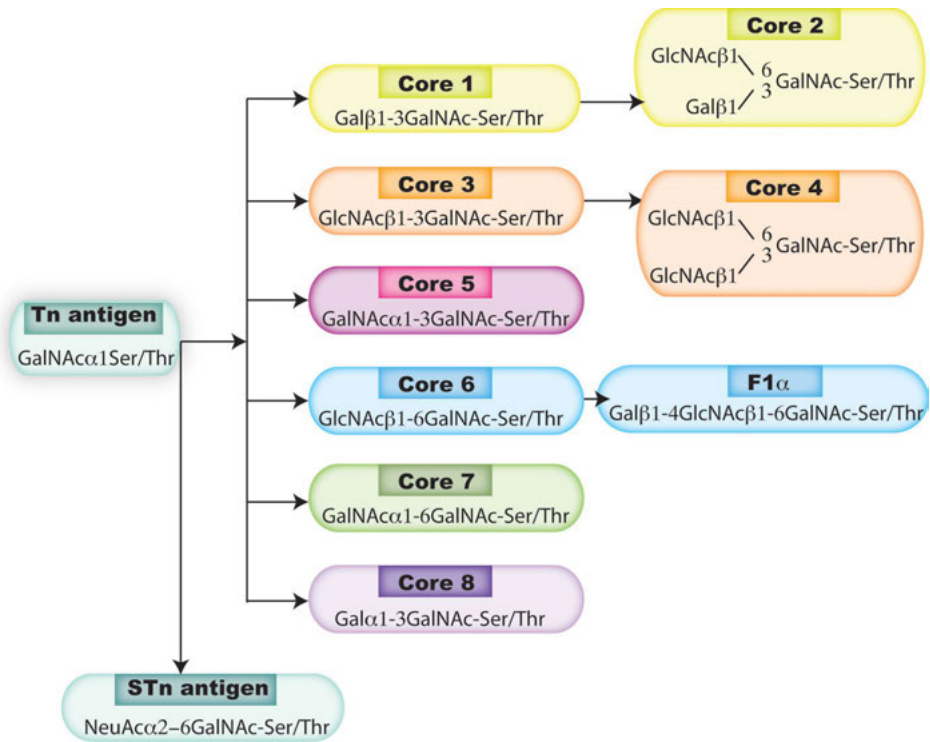 Core 2
GlcNAcβ1
6
GalNAc-Ser/Thr
3
Galβ1
Core 1
Galβ1-3GalNAc-Ser/Thr
Core 3
GlcNAcβ1-3GalNAc-Ser/Thr
Core 4
GlcNAcβ1
6
GalNAc-Ser/Thr
3
GlcNAcβ1
Core 5
GalNAcα1-3GalNAc-Ser/Thr
Tn antigen
GalNAcα1Ser/Thr
Core 6
GlcNAcβ1-6GalNAc-Ser/Thr
F1α
Galβ1-4GlcNAcβ1-6GalNAc-Ser/Thr
Core 7
GalNAcα1-6GalNAc-Ser/Thr
Core 8
Galα1-3GalNAc-Ser/Thr
STn antigen
NeuAcα2–6GalNAc-Ser/Thr